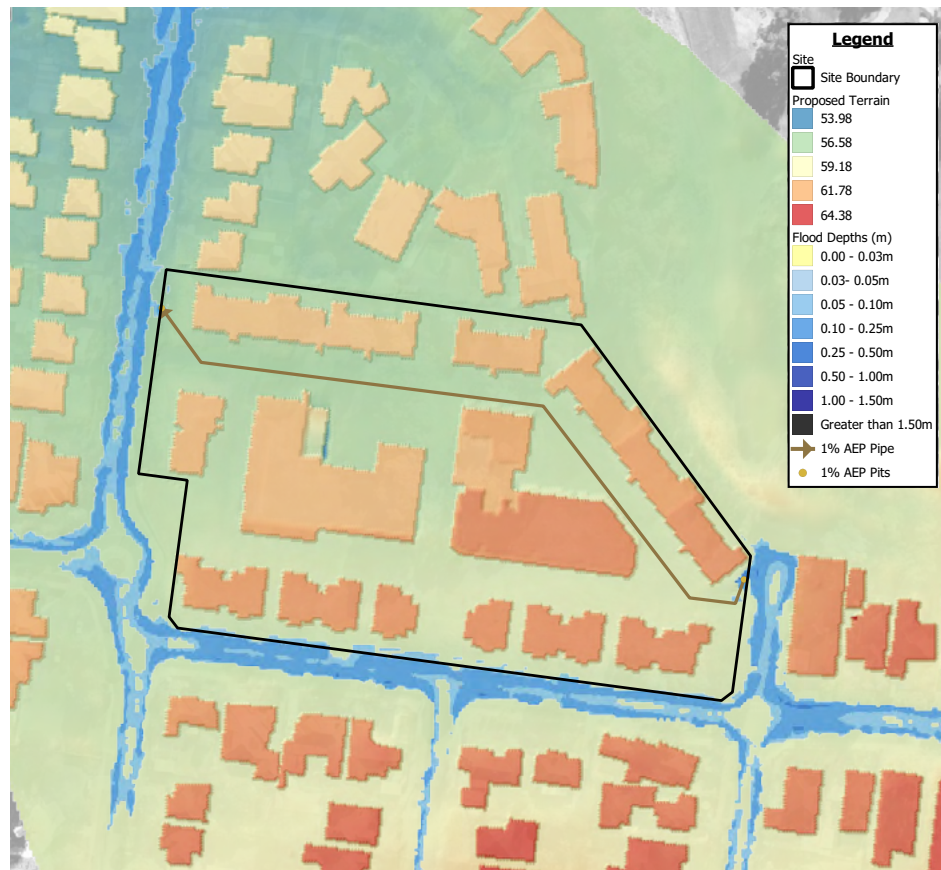 Legend
Site
Site Boundary
Proposed Terrain
53.98
56.58
59.18
61.78
64.38
Flood Depths (m)
0.00 - 0.03m
0.03- 0.05m
0.05 - 0.10m
0.10 - 0.25m
0.25 - 0.50m
0.50 - 1.00m
1.00 - 1.50m
Greater than 1.50m
1% AEP Pipe
1% AEP Pits